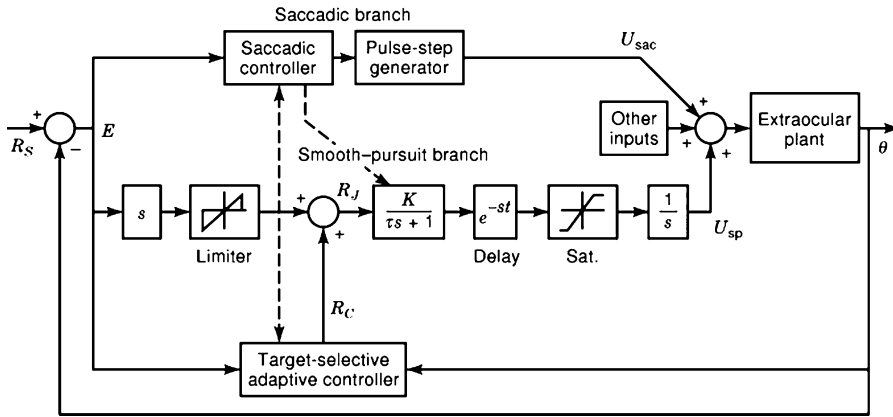 Saccadic branch
Saccadic
controller
Pulse-step
generator
U_sac
+
R_S
+
−
E
Other
inputs
+
+
+
Extraocular
plant
θ
Smooth–pursuit branch
s
Limiter
+
+
R_J
K
τs + 1
e^−st
Delay
Sat.
1
s
U_sp
R_C
Target-selective
adaptive controller